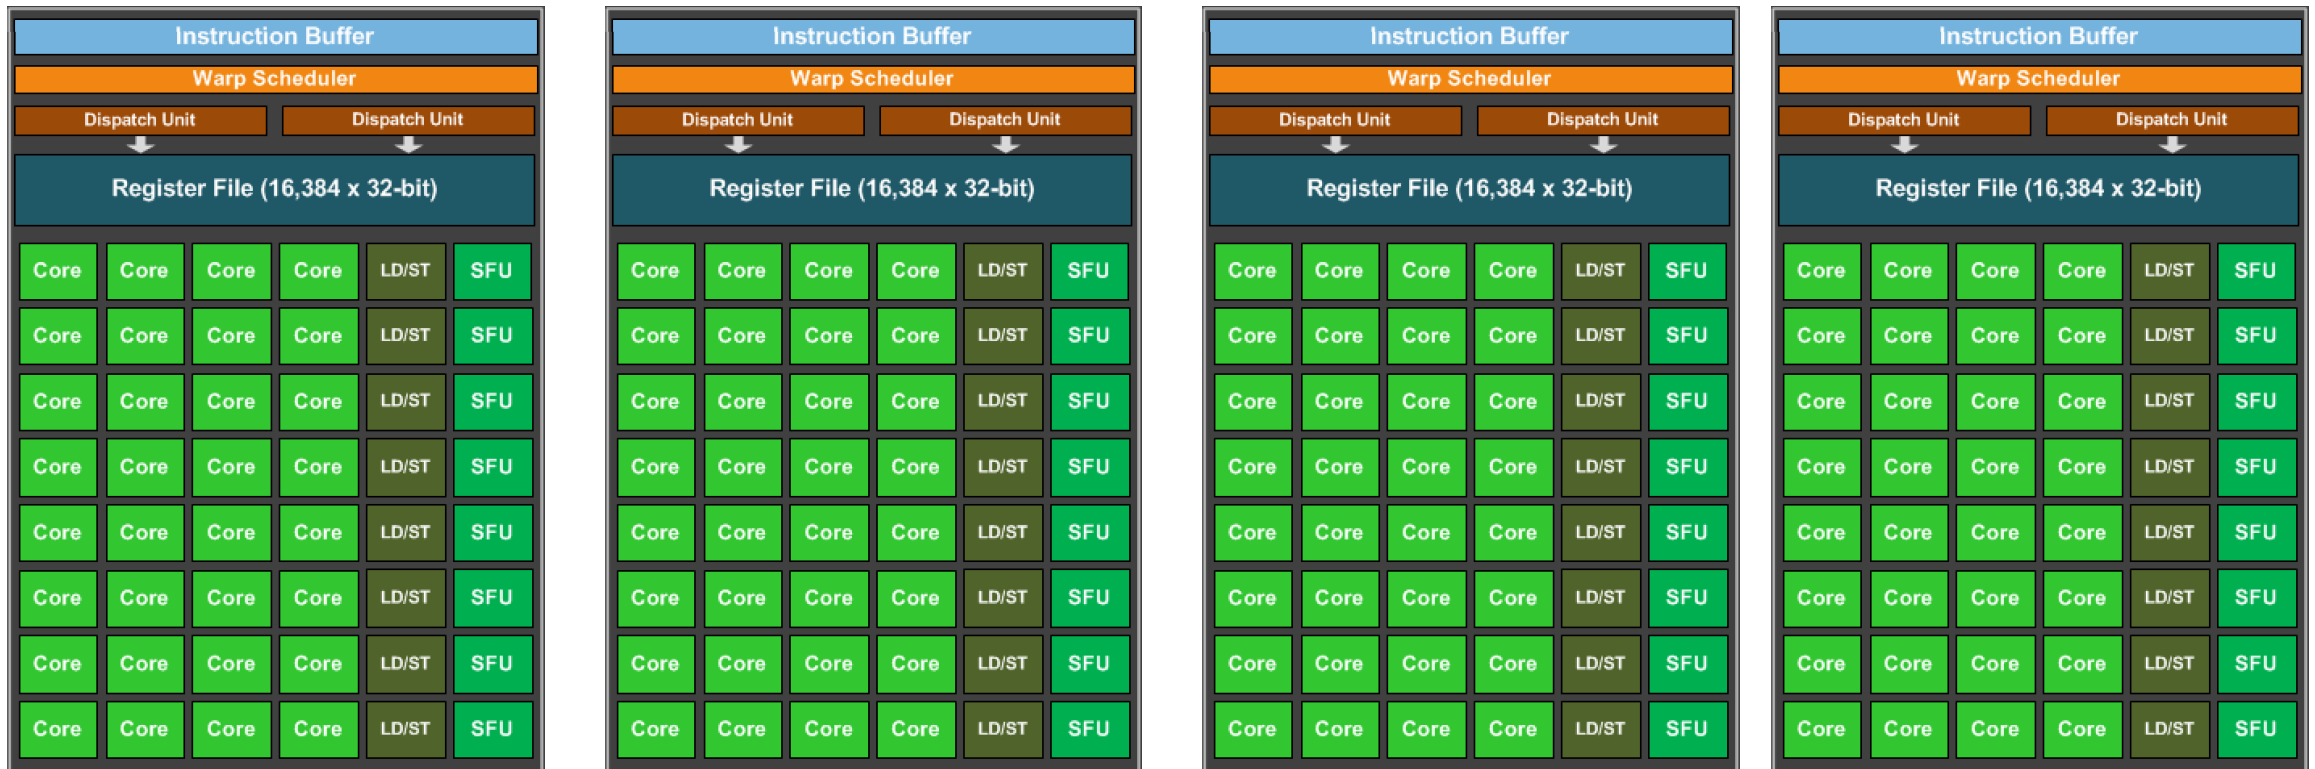 Instruction Buffer Instruction Buffer Instruction Buffer Instruction Buffer
Warp Scheduler Warp Scheduler Warp Scheduler Warp Scheduler
Dispatch Unit Dispatch Unit Dispatch Unit Dispatch Unit Dispatch Unit Dispatch Unit Dispatch Unit Dispatch Unit
Register File (16,384 x 32-bit) Register File (16,384 x 32-bit) Register File (16,384 x 32-bit) Register File (16,384 x 32-bit)
Core Core Core Core LD/ST SFU Core Core Core Core LD/ST SFU Core Core Core Core LD/ST SFU Core Core Core Core LD/ST SFU
Core Core Core Core LD/ST SFU Core Core Core Core LD/ST SFU Core Core Core Core LD/ST SFU Core Core Core Core LD/ST SFU
Core Core Core Core LD/ST SFU Core Core Core Core LD/ST SFU Core Core Core Core LD/ST SFU Core Core Core Core LD/ST SFU
Core Core Core Core LD/ST SFU Core Core Core Core LD/ST SFU Core Core Core Core LD/ST SFU Core Core Core Core LD/ST SFU
Core Core Core Core LD/ST SFU Core Core Core Core LD/ST SFU Core Core Core Core LD/ST SFU Core Core Core Core LD/ST SFU
Core Core Core Core LD/ST SFU Core Core Core Core LD/ST SFU Core Core Core Core LD/ST SFU Core Core Core Core LD/ST SFU
Core Core Core Core LD/ST SFU Core Core Core Core LD/ST SFU Core Core Core Core LD/ST SFU Core Core Core Core LD/ST SFU
Core Core Core Core LD/ST SFU Core Core Core Core LD/ST SFU Core Core Core Core LD/ST SFU Core Core Core Core LD/ST SFU